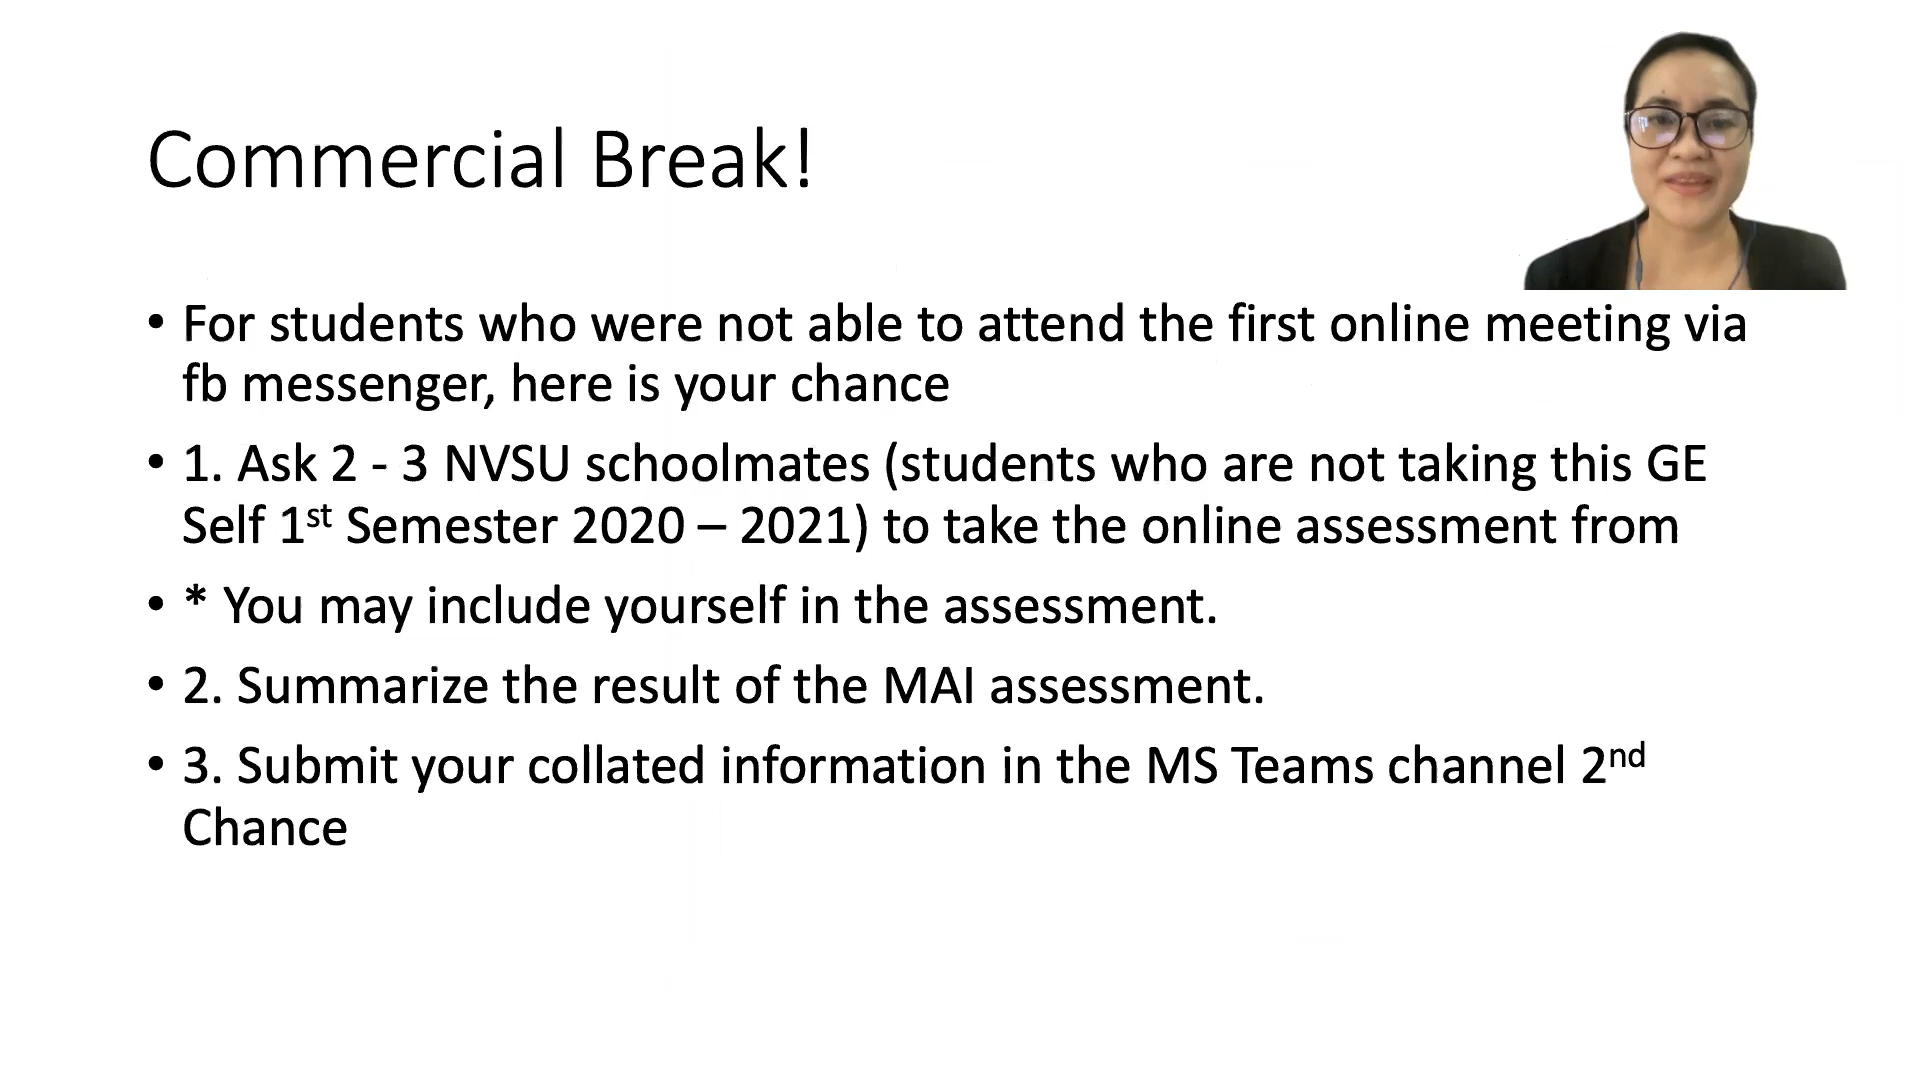 Commercial Break!
• For students who were not able to attend the first online meeting via
fb messenger, here is your chance
• 1. Ask 2 - 3 NVSU schoolmates (students who are not taking this GE
Self 1st Semester 2020 – 2021) to take the online assessment from
• * You may include yourself in the assessment.
• 2. Summarize the result of the MAI assessment.
• 3. Submit your collated information in the MS Teams channel 2nd
Chance